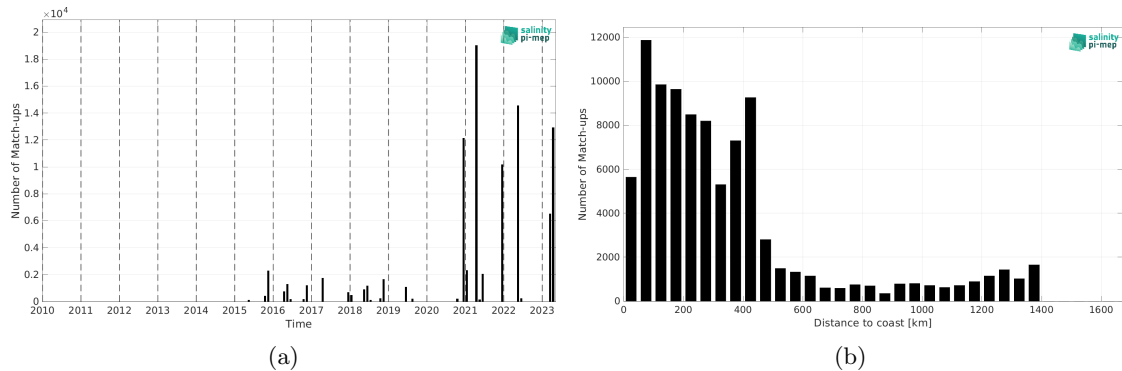 ×10⁴
2
1.8
1.6
1.4
1.2
1
0.8
0.6
0.4
0.2
0
Number of Match-ups
2010 2011 2012 2013 2014 2015 2016 2017 2018 2019 2020 2021 2022 2023
Time
salinity
pi-mep
(a)
12000
10000
8000
6000
4000
2000
0
Number of Match-ups
0 200 400 600 800 1000 1200 1400 1600
Distance to coast [km]
salinity
pi-mep
(b)